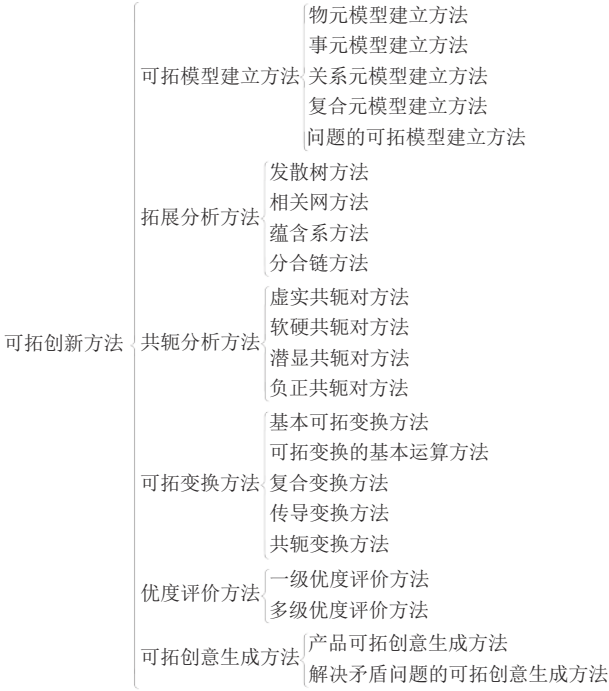 物元模型建立方法
事元模型建立方法
可拓模型建立方法 关系元模型建立方法
复合元模型建立方法
问题的可拓模型建立方法
发散树方法
相关网方法
拓展分析方法
蕴含系方法
分合链方法
虚实共轭对方法
软硬共轭对方法
可拓创新方法 共轭分析方法
潜显共轭对方法
负正共轭对方法
基本可拓变换方法
可拓变换的基本运算方法
可拓变换方法 复合变换方法
传导变换方法
共轭变换方法
一级优度评价方法
优度评价方法
多级优度评价方法
产品可拓创意生成方法
可拓创意生成方法
解决矛盾问题的可拓创意生成方法